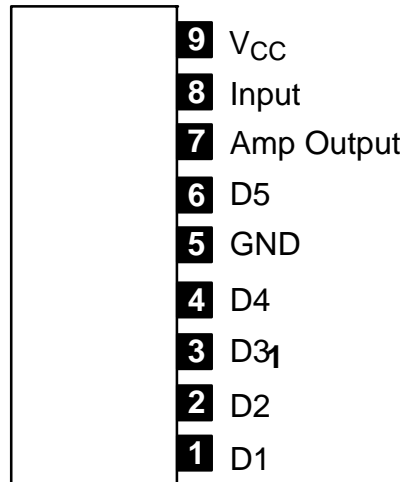 9 VCC
8 Input
7 Amp Output
6 D5
5 GND
4 D4
3 D31
2 D2
1 D1